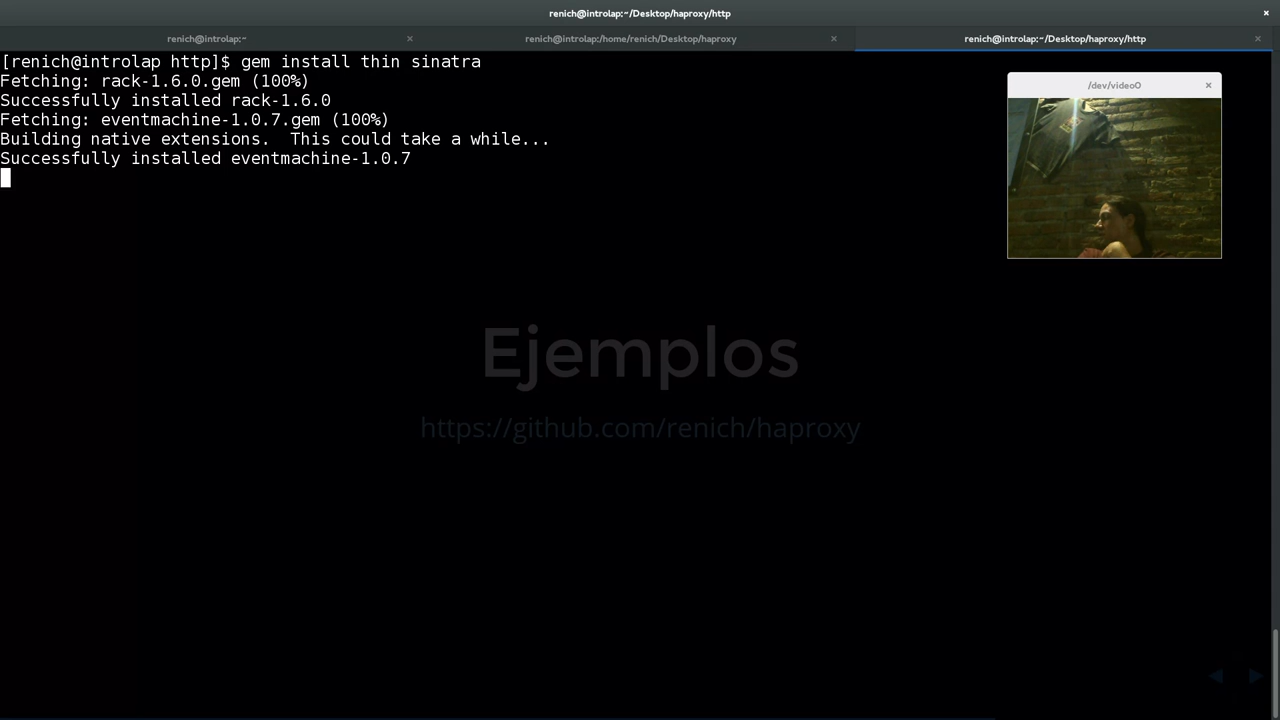 renich@introlap:~/Desktop/haproxy/http
×
renich@introlap:~ × renich@introlap:/home/renich/Desktop/haproxy × renich@introlap:~/Desktop/haproxy/http ×
[renich@introlap http]$ gem install thin sinatra
Fetching: rack-1.6.0.gem (100%)
Successfully installed rack-1.6.0
Fetching: eventmachine-1.0.7.gem (100%)
Building native extensions.  This could take a while...
Successfully installed eventmachine-1.0.7
/dev/video0 ×
Ejemplos
https://github.com/renich/haproxy